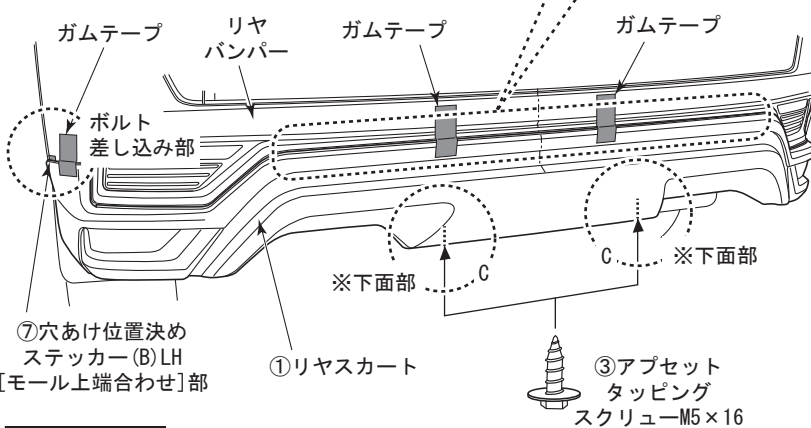 ガムテープ
リヤ
バンパー
ガムテープ
ガムテープ
ボルト
差し込み部
※下面部
C
C
※下面部
⑦穴あけ位置決め
ステッカー(B)LH
[モール上端合わせ]部
①リヤスカート
③アプセット
タッピング
スクリューM5×16